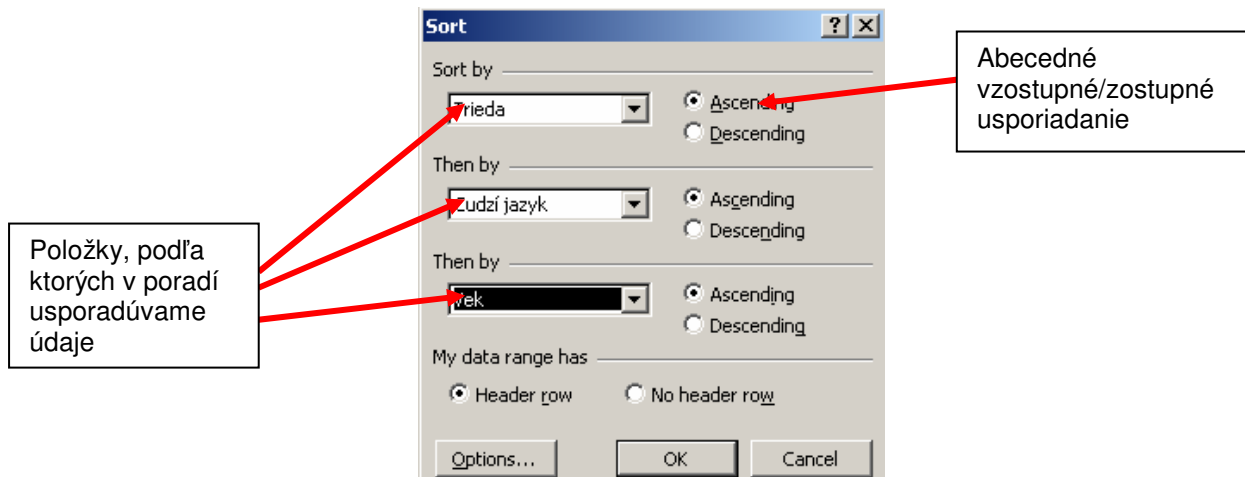 Sort
Sort by
Trieda
Ascending
Descending
Abecedné
vzostupné/zostupné
usporiadanie
Then by
Cudzí jazyk
Ascending
Descending
Položky, podľa
ktorých v poradí
usporadúvame
údaje
Then by
Vek
Ascending
Descending
My data range has
Header row
No header row
Options...
OK
Cancel